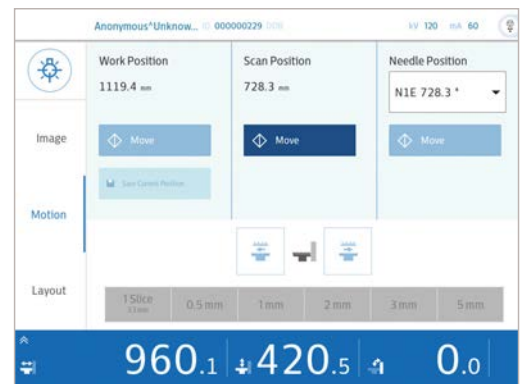 Anonymous^Unknow... ID 000000229 DOB kV 120 mA 60
Work Position
1119.4 mm
Move
Save Current Position
Scan Position
728.3 mm
Move
Needle Position
N1E 728.3 *
Move
Image
Motion
Layout
1 Slice
0.5 mm
1 mm
2 mm
3 mm
5 mm
960.1
420.5
0.0